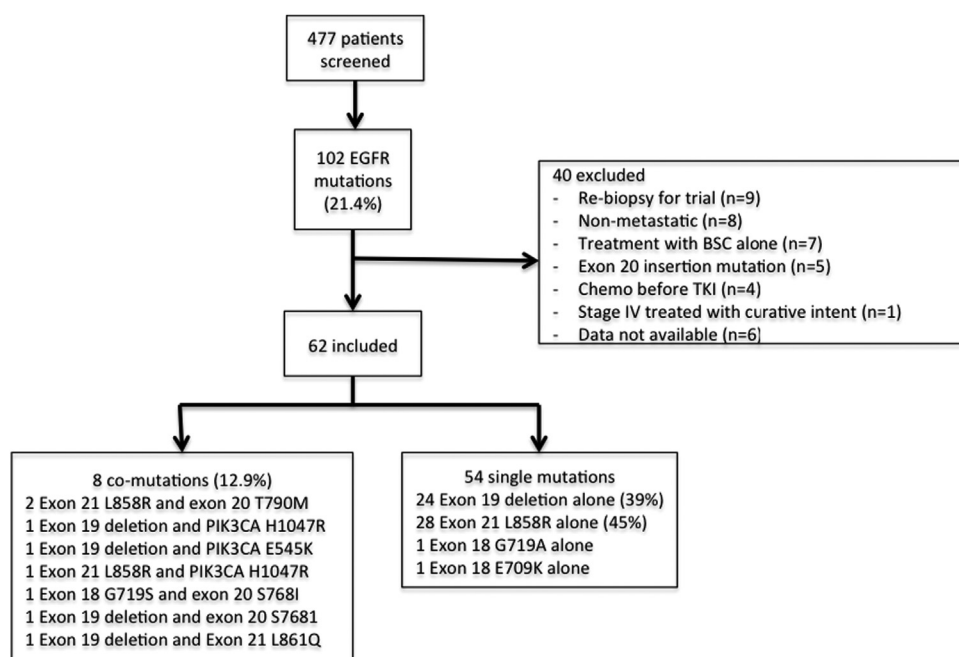 477 patients
screened
102 EGFR
mutations
(21.4%)
40 excluded
- Re-biopsy for trial (n=9)
- Non-metastatic (n=8)
- Treatment with BSC alone (n=7)
- Exon 20 insertion mutation (n=5)
- Chemo before TKI (n=4)
- Stage IV treated with curative intent (n=1)
- Data not available (n=6)
62 included
8 co-mutations (12.9%)
2 Exon 21 L858R and exon 20 T790M
1 Exon 19 deletion and PIK3CA H1047R
1 Exon 19 deletion and PIK3CA E545K
1 Exon 21 L858R and PIK3CA H1047R
1 Exon 18 G719S and exon 20 S768I
1 Exon 19 deletion and exon 20 S7681
1 Exon 19 deletion and Exon 21 L861Q
54 single mutations
24 Exon 19 deletion alone (39%)
28 Exon 21 L858R alone (45%)
1 Exon 18 G719A alone
1 Exon 18 E709K alone